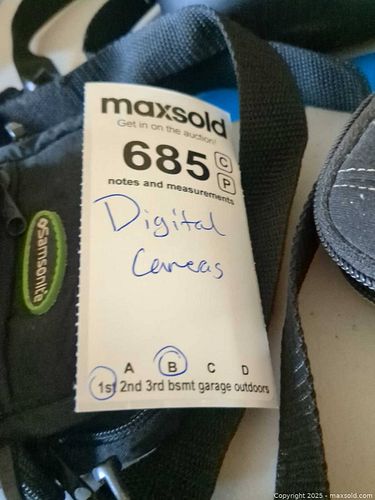 maxsold
Get in on the auction!
685 C
P
notes and measurements
Digital
Cameras
Samsonite
A B C D
1st 2nd 3rd bsmt garage outdoors
Copyright 2025 - maxsold.com